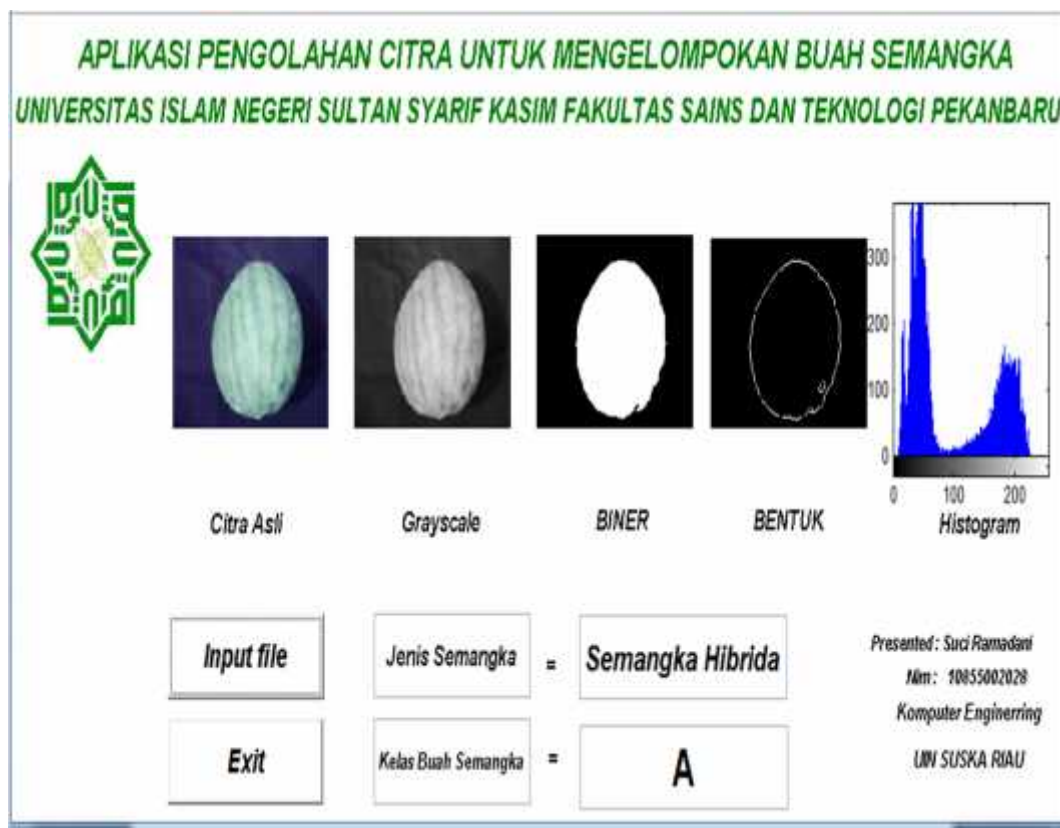 APLIKASI PENGOLAHAN CITRA UNTUK MENGELOMPOKAN BUAH SEMANGKA
UNIVERSITAS ISLAM NEGERI SULTAN SYARIF KASIM FAKULTAS SAINS DAN TEKNOLOGI PEKANBARU
300
200
100
0
0 100 200
Citra Asli Grayscale BINER BENTUK Histogram
Input file Jenis Semangka = Semangka Hibrida
Exit Kelas Buah Semangka = A
Presented : Suci Ramadani
Nim : 10855002028
Komputer Enginerring
UIN SUSKA RIAU